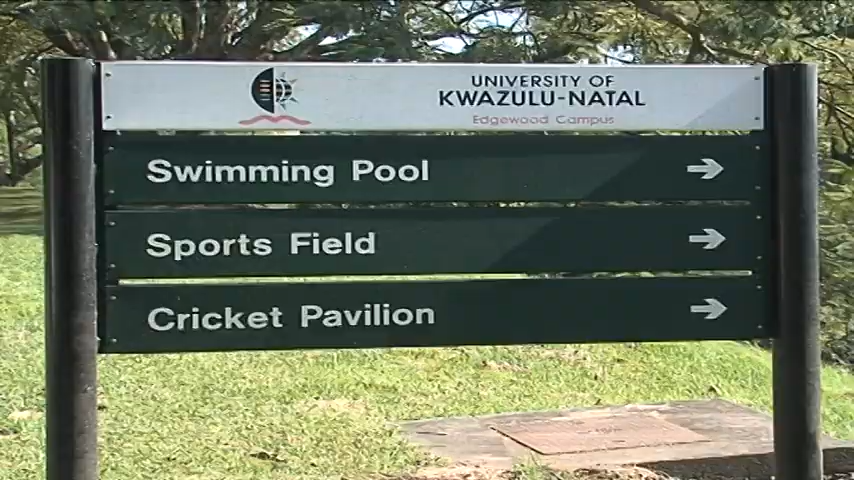 UNIVERSITY OF
KWAZULU-NATAL
Edgewood Campus
Swimming Pool →
Sports Field →
Cricket Pavilion →